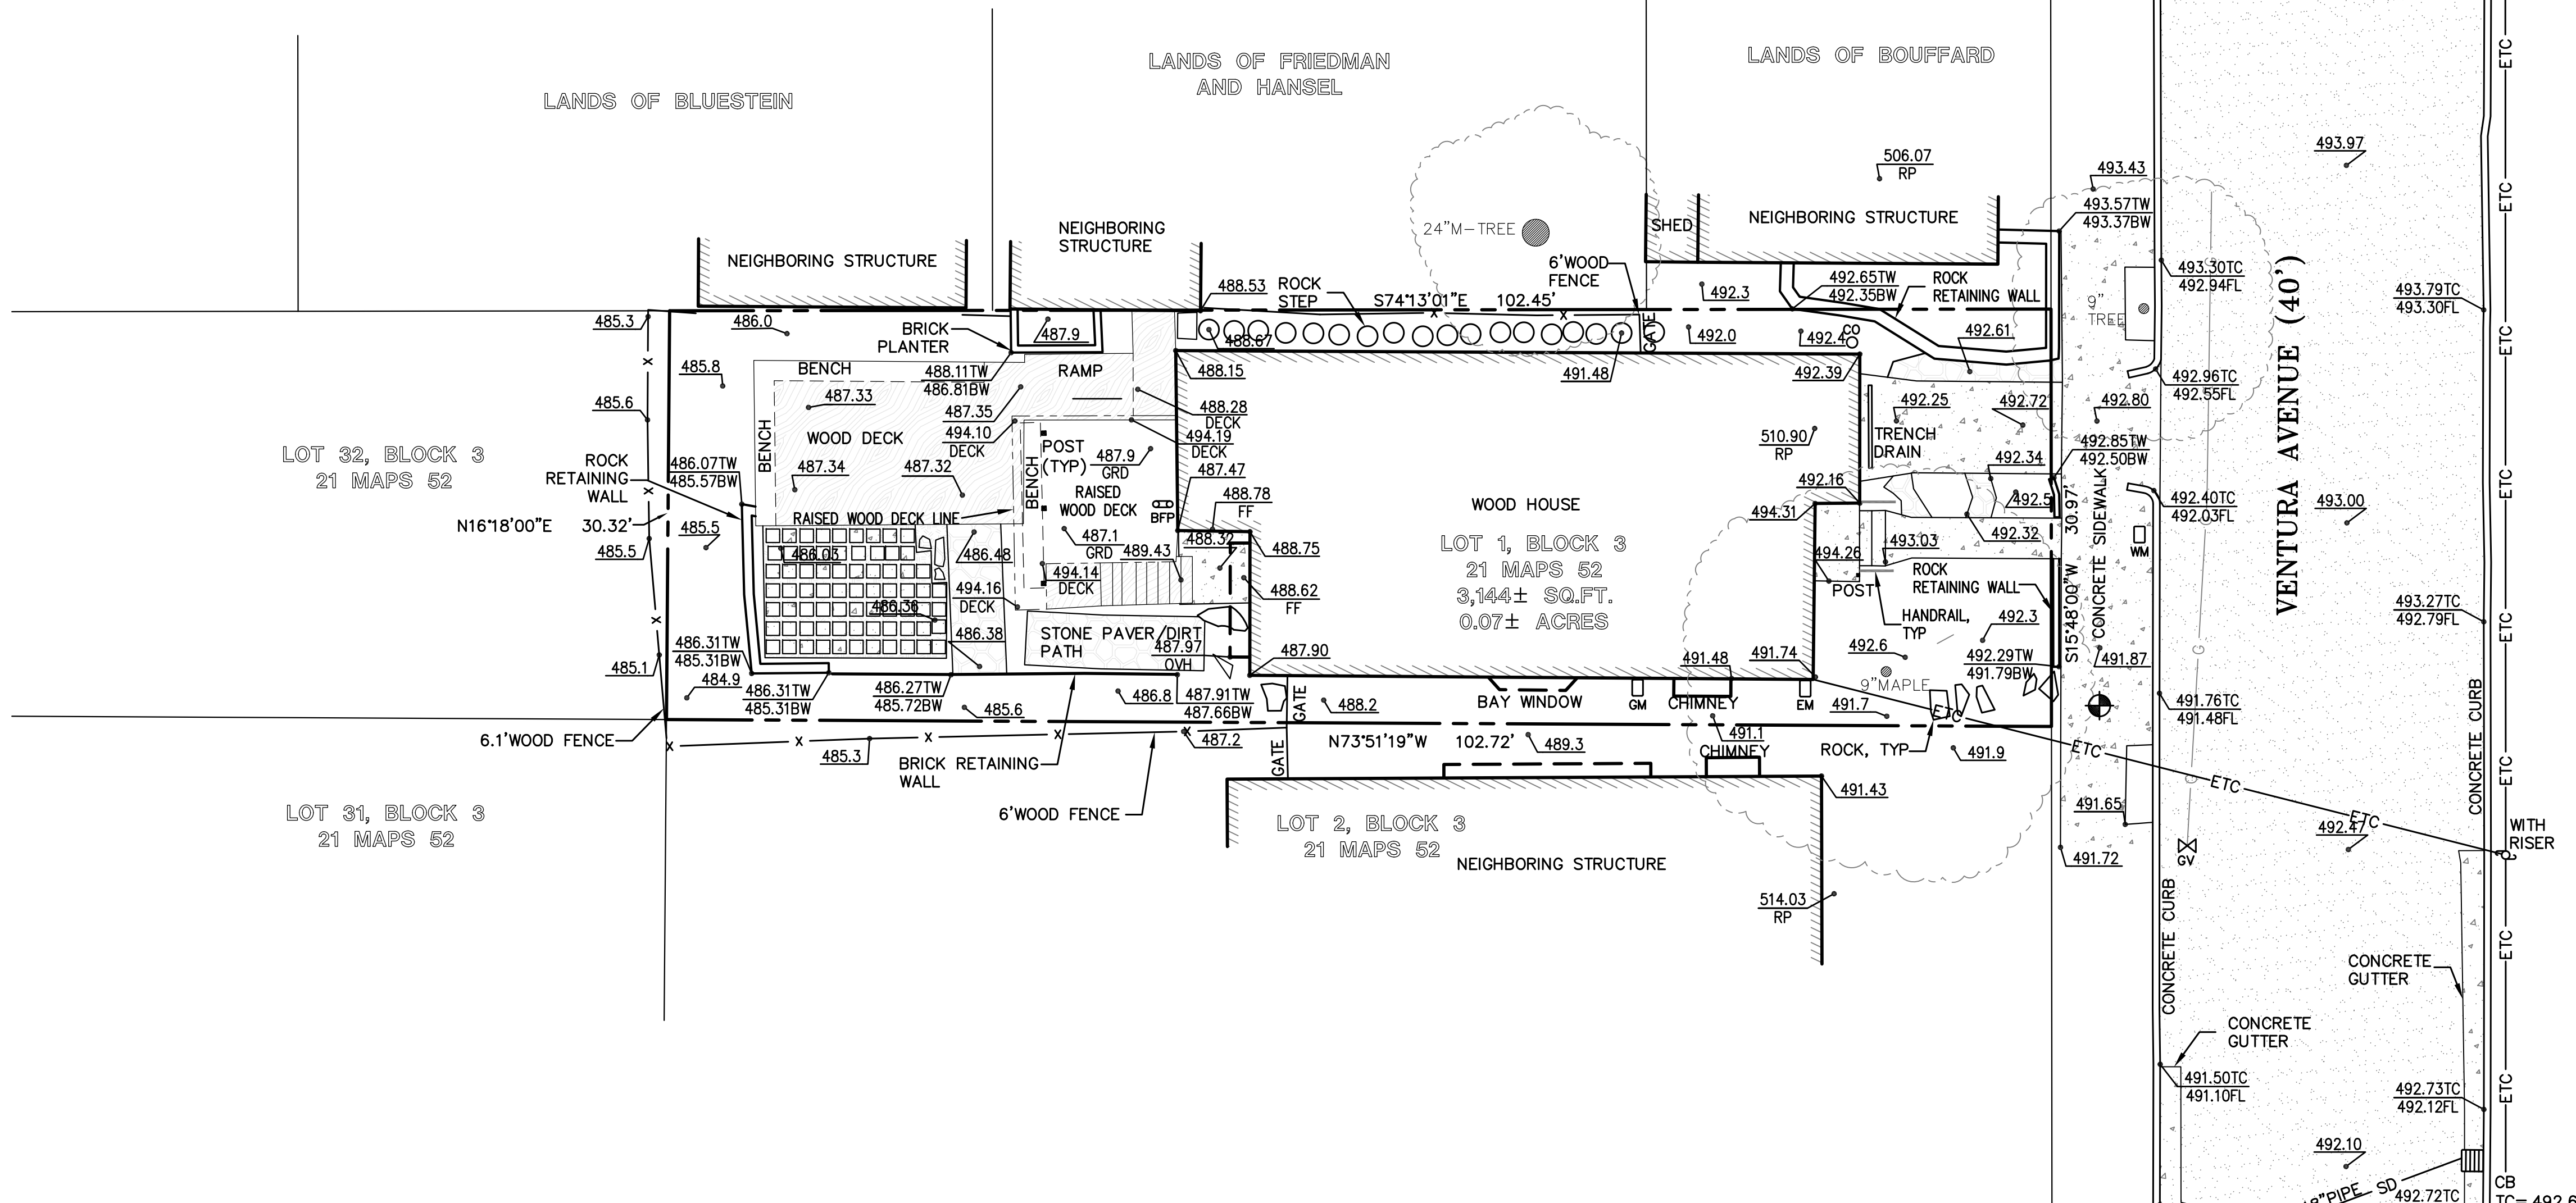 LANDS OF BLUESTEIN
LANDS OF FRIEDMAN
AND HANSEL
LANDS OF BOUFFARD
ETC
ETC
ETC
ETC
ETC
ETC
ETC
ETC
ETC
493.97
506.07
RP
493.43
493.57TW
493.37BW
NEIGHBORING STRUCTURE
NEIGHBORING
STRUCTURE
24"M-TREE
SHED
NEIGHBORING STRUCTURE
6'WOOD
FENCE
488.53
ROCK
STEP
S74°13'01"E 102.45'
492.3
492.65TW
492.35BW
ROCK
RETAINING WALL
493.30TC
492.94FL
493.79TC
493.30FL
9"
TREE
VENTURA AVENUE (40')
485.3
486.0
BRICK
PLANTER
487.9
488.67
GATE
492.0
492.4
CO
492.61
485.8
BENCH
488.11TW
486.81BW
RAMP
488.15
491.48
492.39
492.96TC
492.55FL
485.6
487.33
487.35
488.28
DECK
492.25
492.72
492.80
LOT 32, BLOCK 3
21 MAPS 52
BENCH
WOOD DECK
494.10
DECK
POST
(TYP)
494.19
DECK
510.90
RP
TRENCH
DRAIN
492.85TW
492.50BW
ROCK
RETAINING
WALL
486.07TW
485.57BW
487.34
487.32
BENCH
487.9
GRD
487.47
492.16
492.34
RAISED
WOOD DECK
BFP
488.78
FF
WOOD HOUSE
494.31
492.5
492.40TC
492.03FL
493.00
N16°18'00"E 30.32'
RAISED WOOD DECK LINE
485.5
485.5
486.03
486.48
487.1
GRD
489.43
488.32
488.75
LOT 1, BLOCK 3
21 MAPS 52
3,144± SQ.FT.
0.07± ACRES
494.26
493.03
492.32
WM
S15°48'00"W 30.97'
CONCRETE SIDEWALK
494.14
DECK
494.16
DECK
488.62
FF
POST
ROCK
RETAINING WALL
HANDRAIL,
TYP
493.27TC
492.79FL
486.36
486.38
STONE PAVER/DIRT
PATH
487.97
OVH
487.90
491.48
491.74
492.6
492.3
G
486.31TW
485.31BW
485.1
484.9
486.31TW
485.31BW
486.27TW
485.72BW
485.6
486.8
487.91TW
487.66BW
GATE
488.2
BAY WINDOW
GM
CHIMNEY
EM
9"MAPLE
491.7
492.29TW
491.79BW
491.87
491.76TC
491.48FL
CONCRETE CURB
6.1'WOOD FENCE
485.3
BRICK RETAINING
WALL
487.2
GATE
N73°51'19"W 102.72'
489.3
491.1
CHIMNEY
ROCK, TYP
ETC
491.9
ETC
ETC
ETC
G
LOT 31, BLOCK 3
21 MAPS 52
6'WOOD FENCE
LOT 2, BLOCK 3
21 MAPS 52
491.43
491.65
492.47
WITH
RISER
NEIGHBORING STRUCTURE
491.72
GV
514.03
RP
CONCRETE CURB
CONCRETE
GUTTER
CONCRETE
GUTTER
491.50TC
491.10FL
492.73TC
492.12FL
492.10
PIPE SD
492.72TC
CB